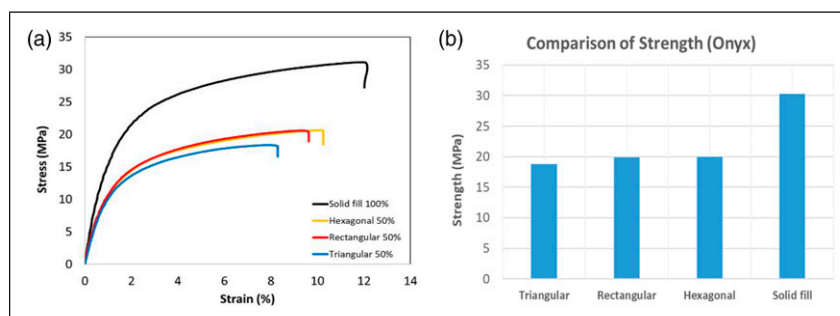 (a)
35
30
25
20
15
10
5
0
Stress (MPa)
0 2 4 6 8 10 12 14
Strain (%)
Solid fill 100%
Hexagonal 50%
Rectangular 50%
Triangular 50%
(b)
Comparison of Strength (Onyx)
35
30
25
20
15
10
5
0
Strength (MPa)
Triangular Rectangular Hexagonal Solid fill